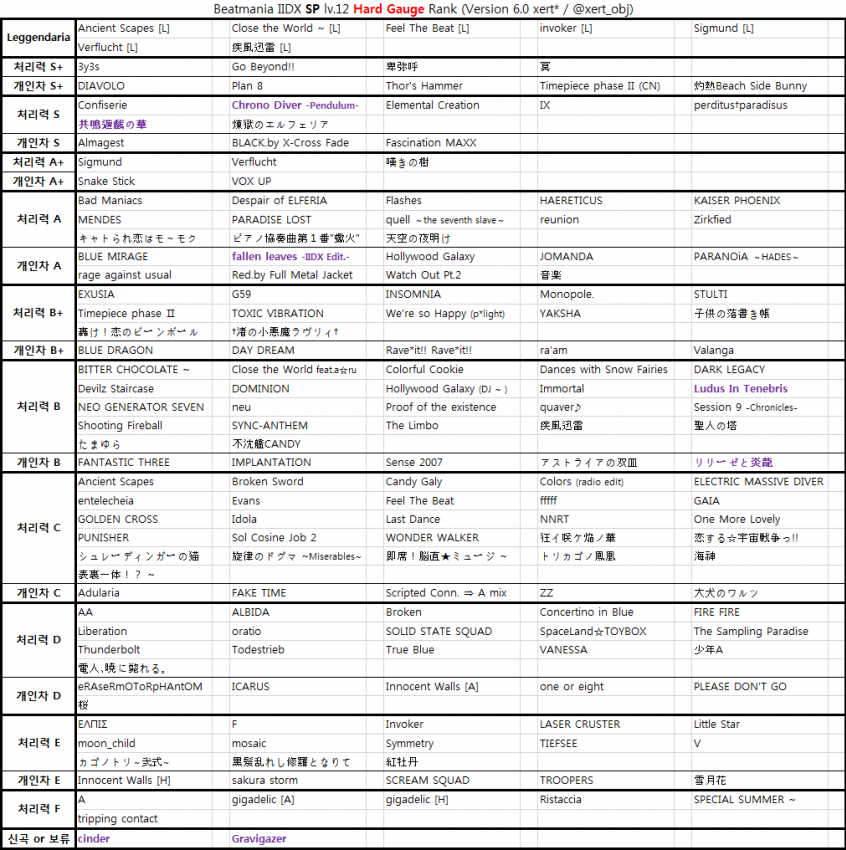 Beatmania IIDX SP lv.12 Hard Gauge Rank (Version 6.0 xert* / @xert_obj)
Leggendaria
Ancient Scapes [L] Close the World ~ [L] Feel The Beat [L] invoker [L] Sigmund [L]
Verflucht [L] 疾風迅雷 [L]
처리력 S+ 3y3s Go Beyond!! 卑弥呼 冥
개인차 S+ DIAVOLO Plan 8 Thor's Hammer Timepiece phase II (CN) 灼熱Beach Side Bunny
처리력 S
Confiserie Chrono Diver -Pendulum- Elemental Creation IX perditus†paradisus
共鳴遊戯の華 煉獄のエルフェリア
개인차 S Almagest BLACK.by X-Cross Fade Fascination MAXX
처리력 A+ Sigmund Verflucht 嘆きの樹
개인차 A+ Snake Stick VOX UP
처리력 A
Bad Maniacs Despair of ELFERIA Flashes HAERETICUS KAISER PHOENIX
MENDES PARADISE LOST quell ~the seventh slave~ reunion Zirkfied
キャトられ恋はモ~モク ピアノ協奏曲第１番"蠍火" 天空の夜明け
개인차 A
BLUE MIRAGE fallen leaves -IIDX Edit.- Hollywood Galaxy JOMANDA PARANOiA ~HADES~
rage against usual Red.by Full Metal Jacket Watch Out Pt.2 音楽
처리력 B+
EXUSIA G59 INSOMNIA Monopole. STULTI
Timepiece phase Ⅱ TOXIC VIBRATION We're so Happy (p*light) YAKSHA 子供の落書き帳
轟け！恋のビーンボール †渚の小悪魔ラヴリィ†
개인차 B+ BLUE DRAGON DAY DREAM Rave*it!! Rave*it!! ra'am Valanga
처리력 B
BITTER CHOCOLATE ~ Close the World feat.a☆ru Colorful Cookie Dances with Snow Fairies DARK LEGACY
Devilz Staircase DOMINION Hollywood Galaxy (DJ ~ ) Immortal Ludus In Tenebris
NEO GENERATOR SEVEN neu Proof of the existence quaver♪ Session 9 -Chronicles-
Shooting Fireball SYNC-ANTHEM The Limbo 疾風迅雷 聖人の塔
たまゆら 不沈艦CANDY
개인차 B FANTASTIC THREE IMPLANTATION Sense 2007 アストライアの双皿 リリーゼと炎龍
처리력 C
Ancient Scapes Broken Sword Candy Galy Colors (radio edit) ELECTRIC MASSIVE DIVER
entelecheia Evans Feel The Beat fffff GAIA
GOLDEN CROSS Idola Last Dance NNRT One More Lovely
PUNISHER Sol Cosine Job 2 WONDER WALKER 狂イ咲ケ焔ノ華 恋する☆宇宙戦争っ!!
シュレーディンガーの猫 旋律のドグマ ~Miserables~ 即席！脳直★ミュージ ~ トリカゴノ鳳凰 海神
表裏一体！？ ~
개인차 C Adularia FAKE TIME Scripted Conn. ⇒ A mix ZZ 犬犬のワルツ
처리력 D
AA ALBIDA Broken Concertino in Blue FIRE FIRE
Liberation oratio SOLID STATE SQUAD SpaceLand☆TOYBOX The Sampling Paradise
Thunderbolt Todestrieb True Blue VANESSA 少年A
電人、暁に斃れる。
개인차 D
eRAseRmOToRpHAntOM ICARUS Innocent Walls [A] one or eight PLEASE DON'T GO
桜
처리력 E
ΕΛΠΙΣ F Invoker LASER CRUSTER Little Star
moon_child mosaic Symmetry TIEFSEE V
カゴノトリ~弐式~ 黒髪乱れし修羅となりて 紅牡丹
개인차 E Innocent Walls [H] sakura storm SCREAM SQUAD TROOPERS 雪月花
처리력 F
A gigadelic [A] gigadelic [H] Ristaccia SPECIAL SUMMER ~
tripping contact
신곡 or 보류 cinder Gravigazer